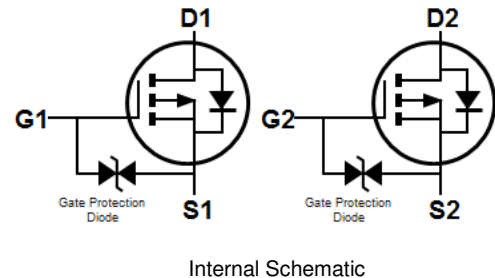 D1
D2
G1
G2
Gate Protection
Diode
S1
Gate Protection
Diode
S2
Internal Schematic